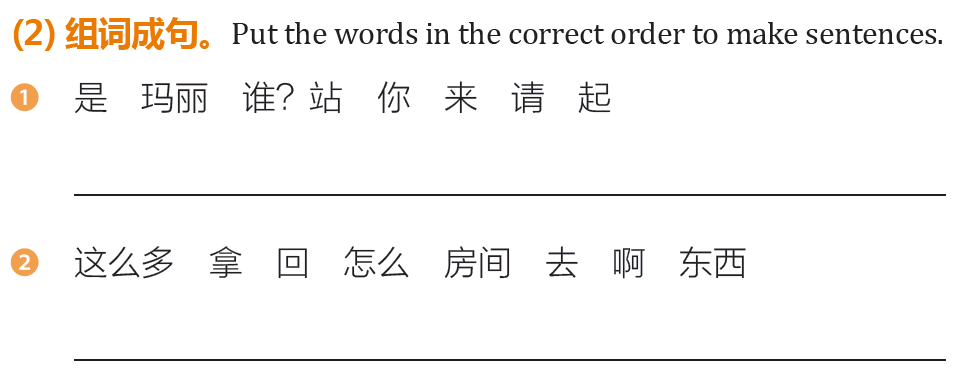 (2) 组词成句。Put the words in the correct order to make sentences.
1 是 玛丽 谁？站 你 来 请 起
2 这么多 拿 回 怎么 房间 去 啊 东西